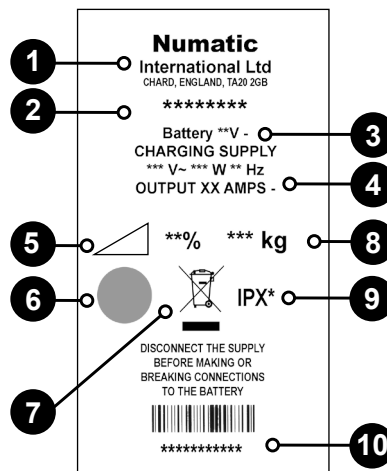 Numatic
International Ltd
CHARD, ENGLAND, TA20 2GB
1
2
********
Battery **V -
3
CHARGING SUPPLY
*** V~ *** W ** Hz
OUTPUT XX AMPS -
4
5
**%
*** kg
8
6
IPX*
9
7
DISCONNECT THE SUPPLY
BEFORE MAKING OR
BREAKING CONNECTIONS
TO THE BATTERY
***********
10